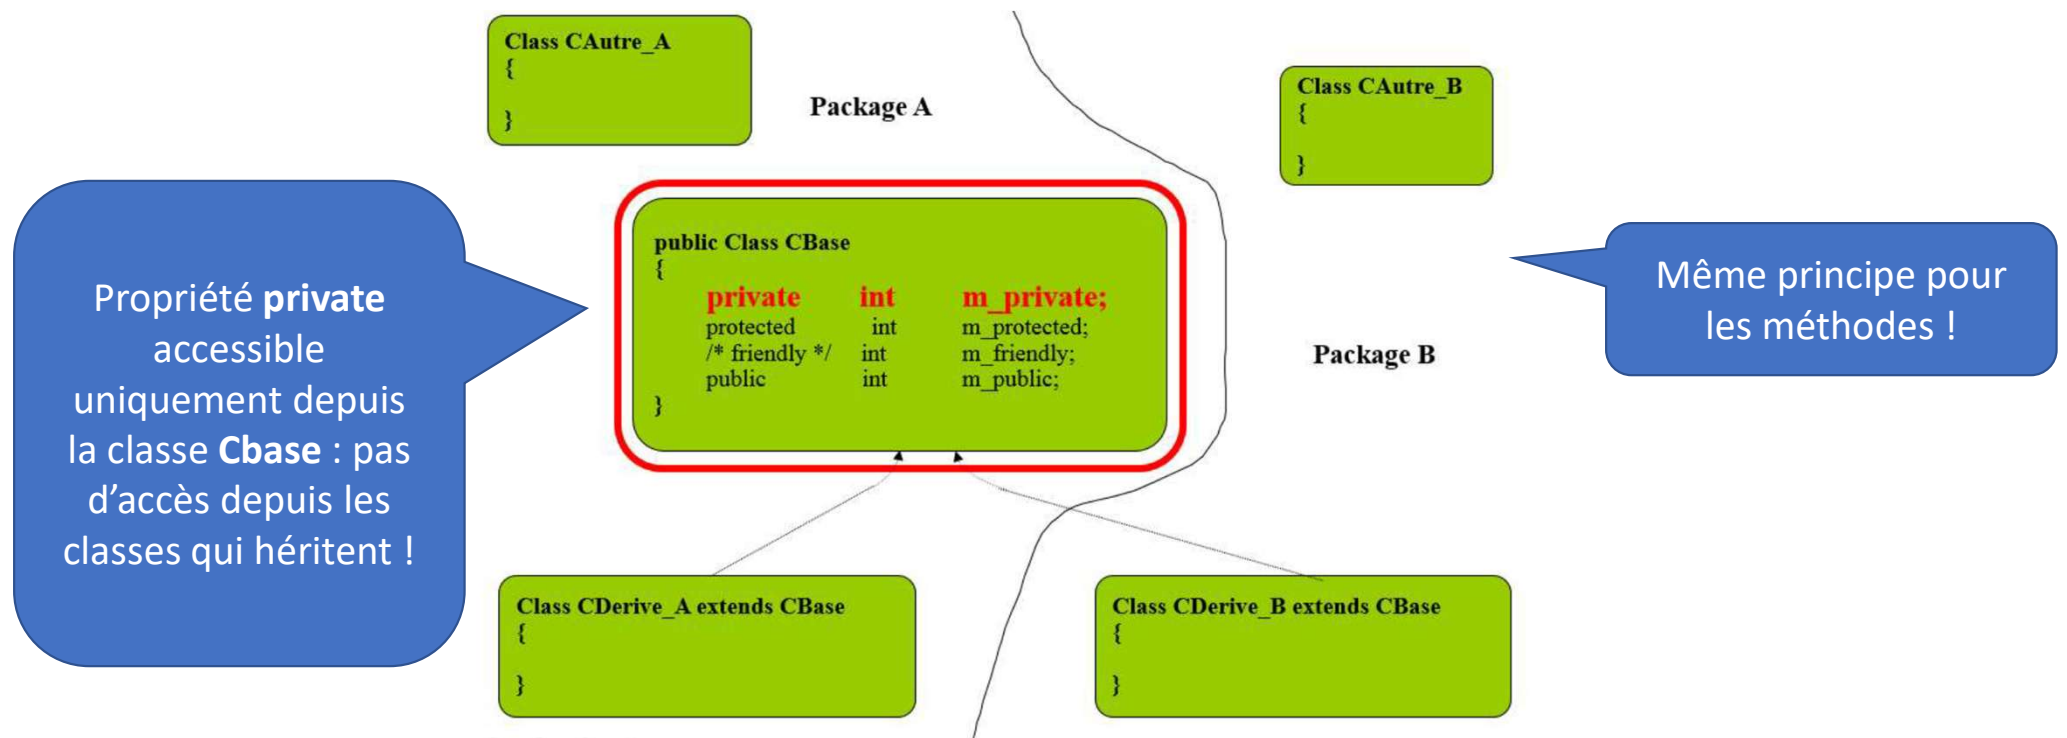 Class CAutre_A
{
}
Package A
Class CAutre_B
{
}
Propriété private
accessible
uniquement depuis
la classe Cbase : pas
d’accès depuis les
classes qui héritent !
public Class CBase
{
private int m_private;
protected int m_protected;
/* friendly */ int m_friendly;
public int m_public;
}
Même principe pour
les méthodes !
Package B
Class CDerive_A extends CBase
{
}
Class CDerive_B extends CBase
{
}